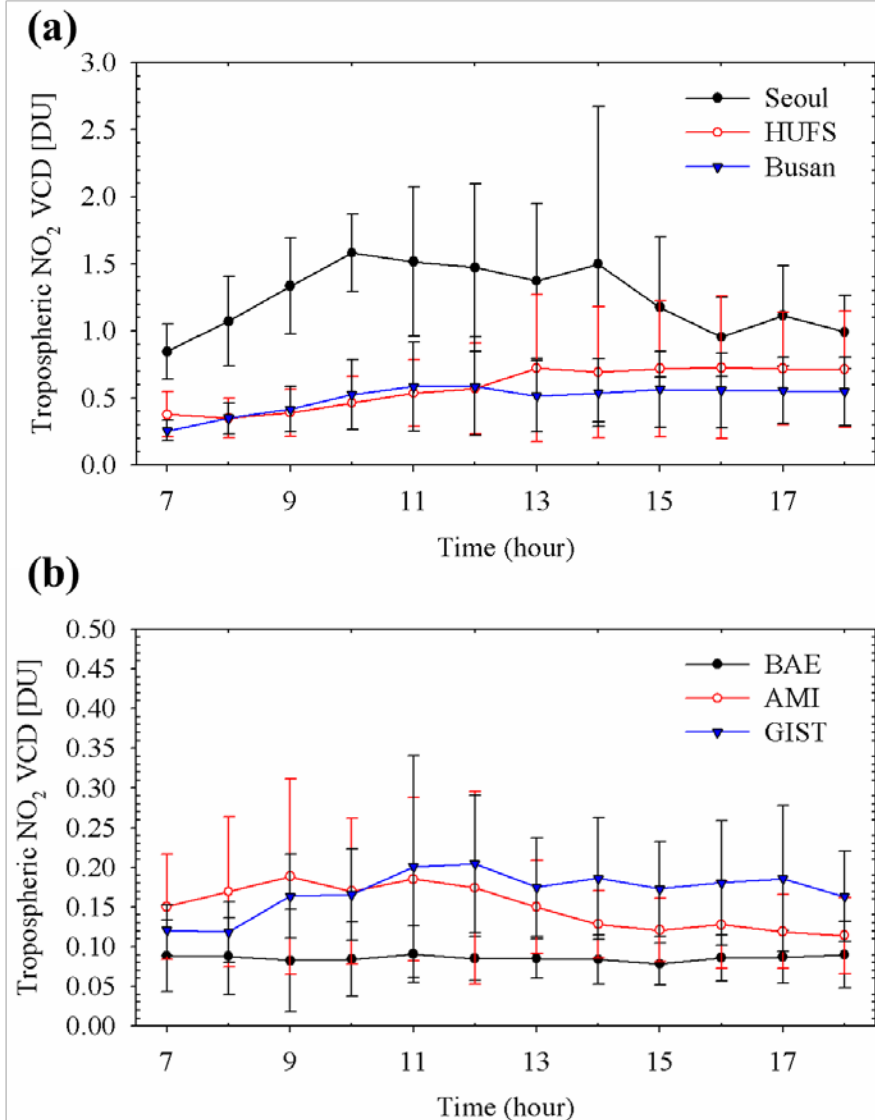 (a)
Tropospheric NO₂ VCD [DU]
3.0
2.5
2.0
1.5
1.0
0.5
0.0
Seoul
HUFS
Busan
7 9 11 13 15 17
Time (hour)
(b)
Tropospheric NO₂ VCD [DU]
0.50
0.45
0.40
0.35
0.30
0.25
0.20
0.15
0.10
0.05
0.00
BAE
AMI
GIST
7 9 11 13 15 17
Time (hour)